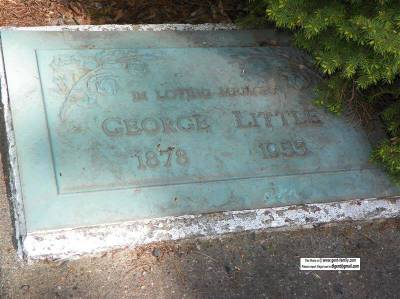 IN LOVING MEMORY
GEORGE LITTLE
1878 1955